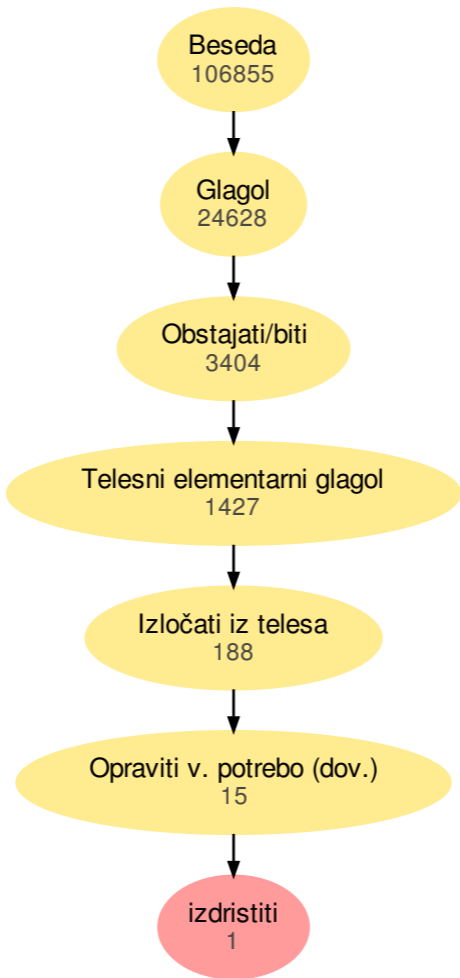 Beseda
106855
Glagol
24628
Obstajati/biti
3404
Telesni elementarni glagol
1427
Izločati iz telesa
188
Opraviti v. potrebo (dov.)
15
izdristiti
1